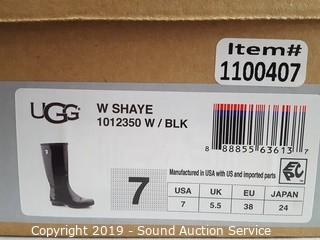 Item#
1100407
UGG
W SHAYE
1012350 W / BLK
8 88855 63613 7
Manufactured in USA with US and imported parts
EPC
7
USA UK EU JAPAN
7 5.5 38 24
Copyright 2019 - Sound Auction Service